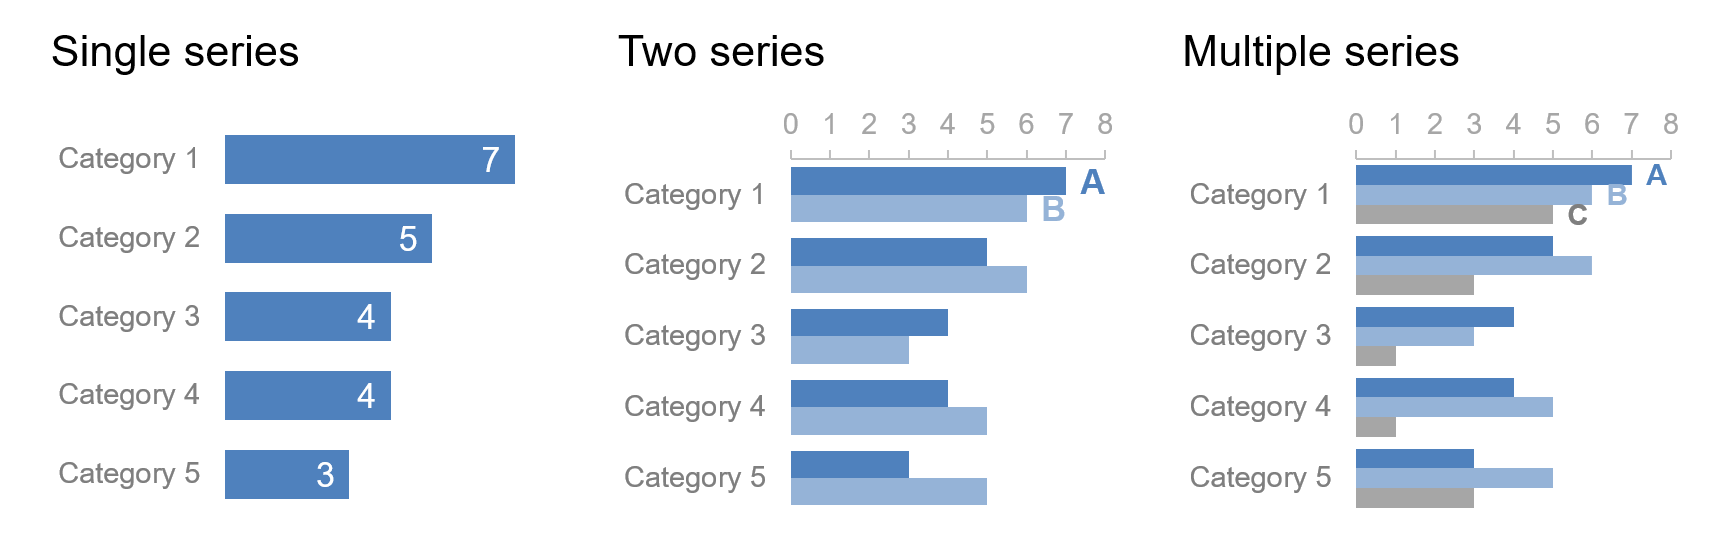 Single series
Category 1 7
Category 2 5
Category 3 4
Category 4 4
Category 5 3
Two series
0 1 2 3 4 5 6 7 8
Category 1 A
B
Category 2
Category 3
Category 4
Category 5
Multiple series
0 1 2 3 4 5 6 7 8
Category 1 A
B
C
Category 2
Category 3
Category 4
Category 5